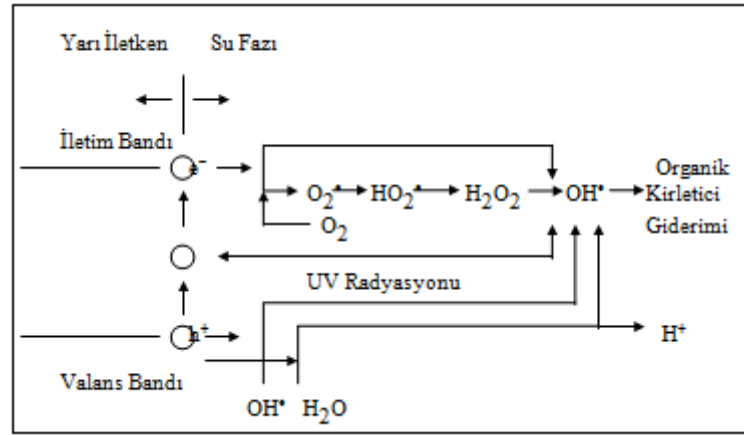 Yarı İletken Su Fazı
İletim Bandı
e⁻
Organik
O₂• HO₂• H₂O₂ OH• Kirletici
O₂ Giderimi
UV Radyasyonu
h⁺ H⁺
Valans Bandı
OH• H₂O